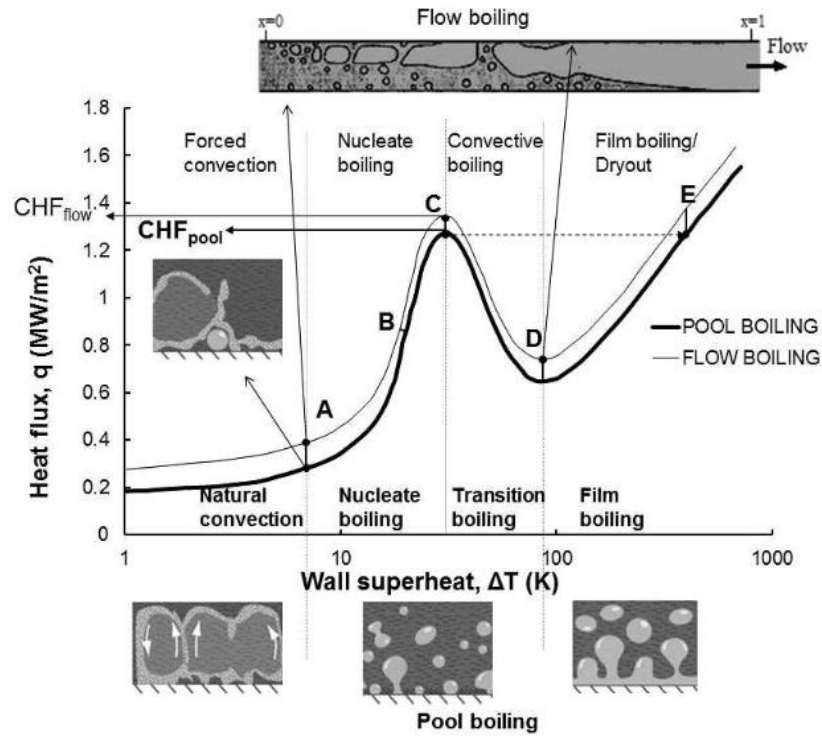 Flow boiling
x=0
x=1
Flow
1.8
Forced convection
Nucleate boiling
Convective boiling
Film boiling/ Dryout
1.6
E
1.4
CHFflow
C
CHFpool
1.2
Heat flux, q (MW/m²)
1
B
POOL BOILING
0.8
D
FLOW BOILING
0.6
A
0.4
0.2
Natural convection
Nucleate boiling
Transition boiling
Film boiling
0
1
10
100
1000
Wall superheat, ΔT (K)
Pool boiling